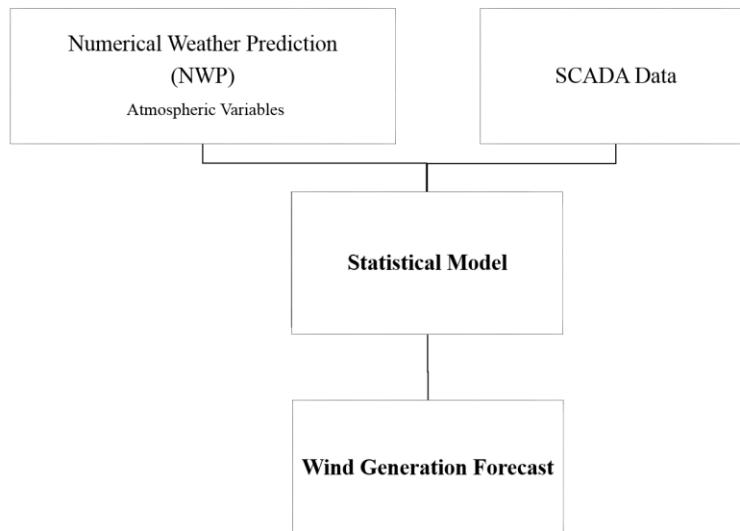 Numerical Weather Prediction
(NWP)
Atmospheric Variables
SCADA Data
Statistical Model
Wind Generation Forecast